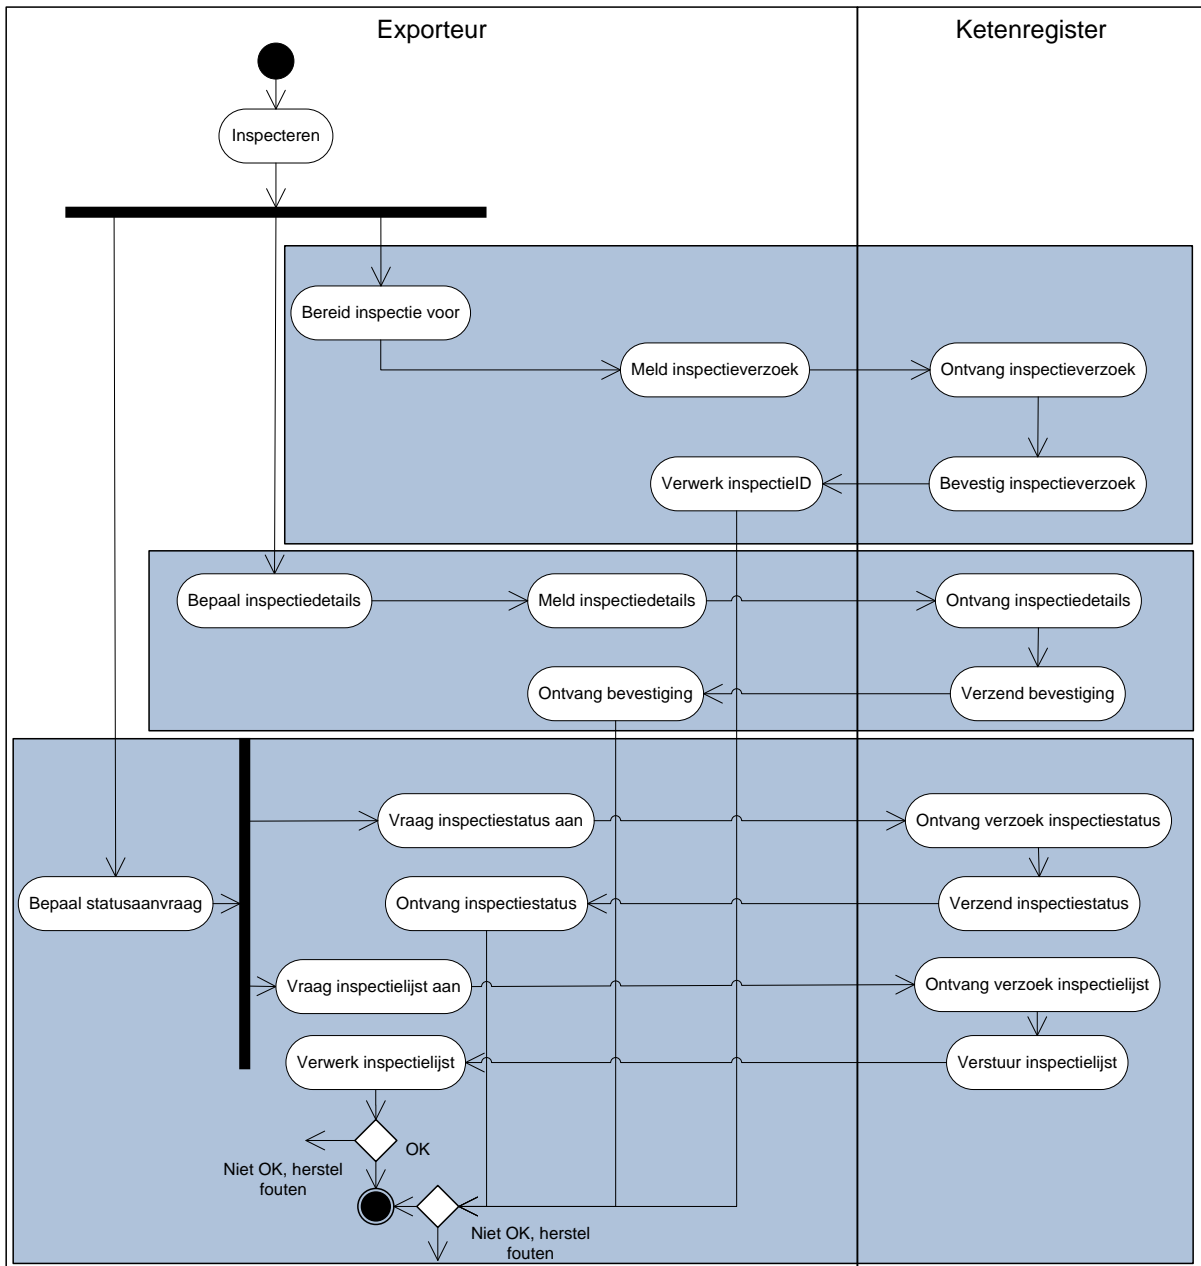 Exporteur
Ketenregister
Inspecteren
Bereid inspectie voor
Meld inspectieverzoek
Ontvang inspectieverzoek
Verwerk inspectieID
Bevestig inspectieverzoek
Bepaal inspectiedetails
Meld inspectiedetails
Ontvang inspectiedetails
Ontvang bevestiging
Verzend bevestiging
Vraag inspectiestatus aan
Ontvang verzoek inspectiestatus
Bepaal statusaanvraag
Ontvang inspectiestatus
Verzend inspectiestatus
Vraag inspectielijst aan
Ontvang verzoek inspectielijst
Verwerk inspectielijst
Verstuur inspectielijst
OK
Niet OK, herstel
fouten
Niet OK, herstel
fouten